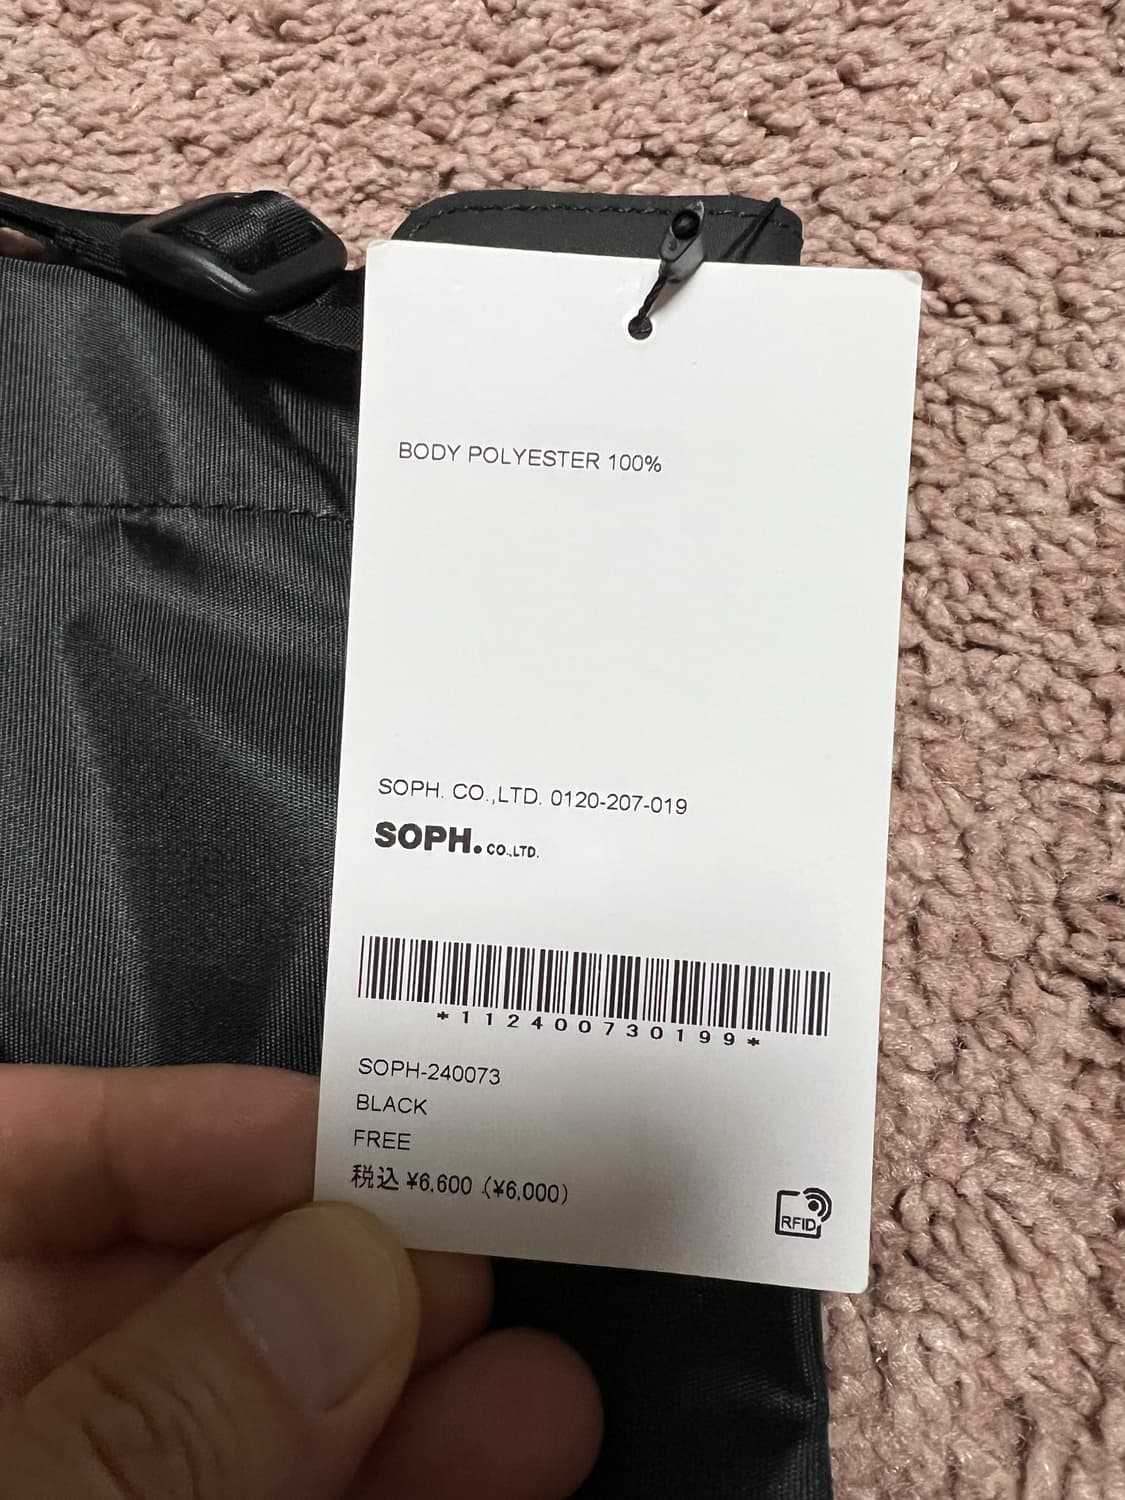 BODY POLYESTER 100%
SOPH. CO.,LTD. 0120-207-019
SOPH. CO.,LTD.
*112400730199*
SOPH-240073
BLACK
FREE
税込 ¥6,600 (¥6,000)
RFID